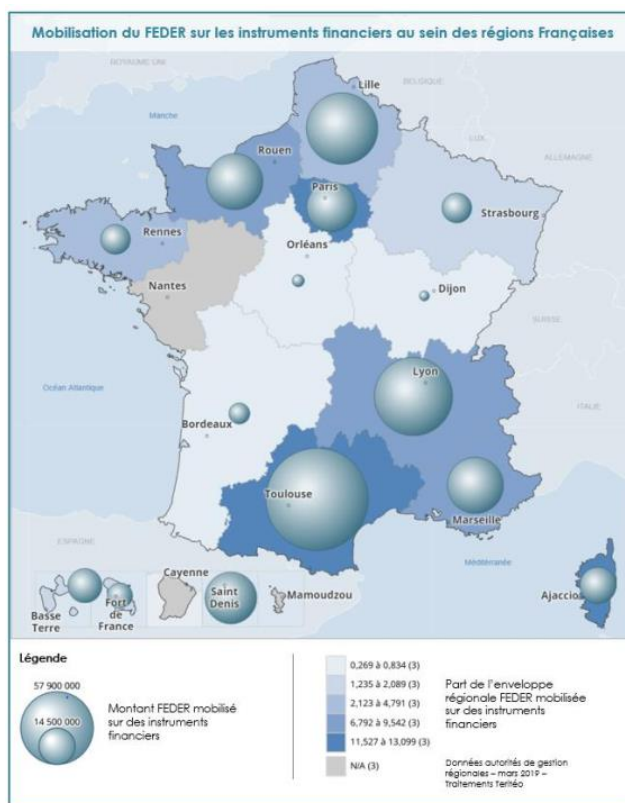 Mobilisation du FEDER sur les instruments financiers au sein des régions Françaises
ROYAUME UNI
BELGIQUE
Lille
Manche
LUX
ALLEMAGNE
Rouen
Paris
Strasbourg
Rennes
Orléans
Nantes
Dijon
SUISSE
Océan Atlantique
Lyon
ITALIE
Bordeaux
Toulouse
Marseille
ESPAGNE
Méditerranée
Cayenne
Saint
Denis
Mamoudzou
Ajaccio
Basse
Terre
Fort
de
France
Légende
57 900 000
14 500 000
Montant FEDER mobilisé
sur des instruments
financiers
0,269 à 0,834 (3)
1,235 à 2,089 (3)
2,123 à 4,791 (3)
6,792 à 9,542 (3)
11,527 à 13,099 (3)
N/A (3)
Part de l'enveloppe
régionale FEDER mobilisée
sur des instruments
financiers
Données autorités de gestion
régionales – mars 2019 –
Traitements Teritéo